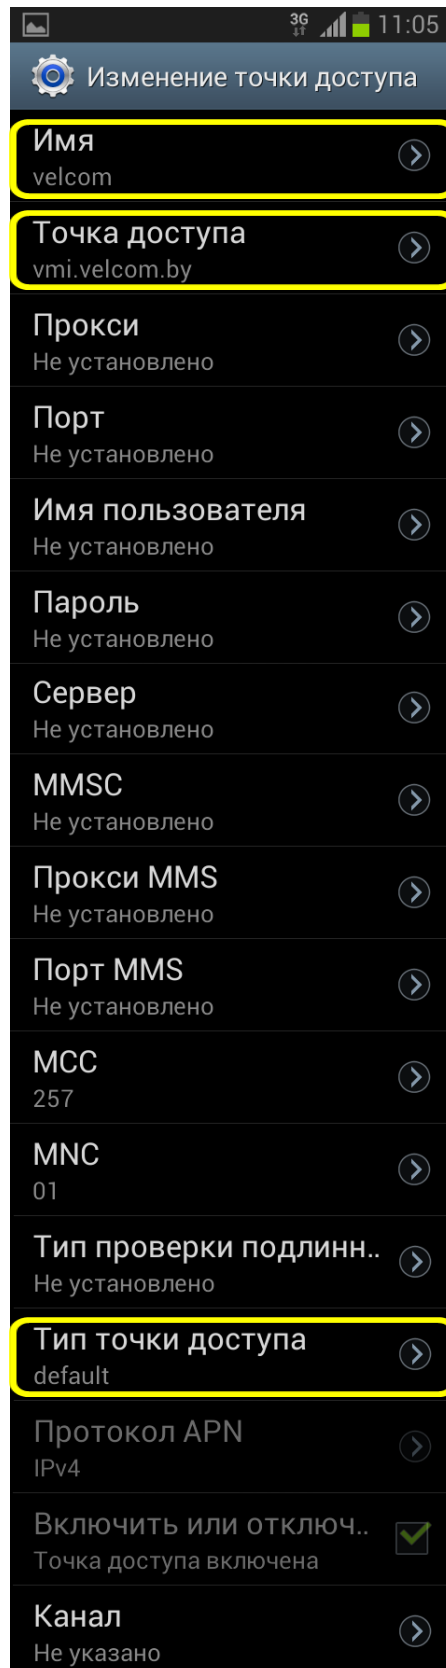 3G 11:05
Изменение точки доступа
Имя
velcom
Точка доступа
vmi.velcom.by
Прокси
Не установлено
Порт
Не установлено
Имя пользователя
Не установлено
Пароль
Не установлено
Сервер
Не установлено
MMSC
Не установлено
Прокси MMS
Не установлено
Порт MMS
Не установлено
MCC
257
MNC
01
Тип проверки подлинн..
Не установлено
Тип точки доступа
default
Протокол APN
IPv4
Включить или отключ..
Точка доступа включена
Канал
Не указано